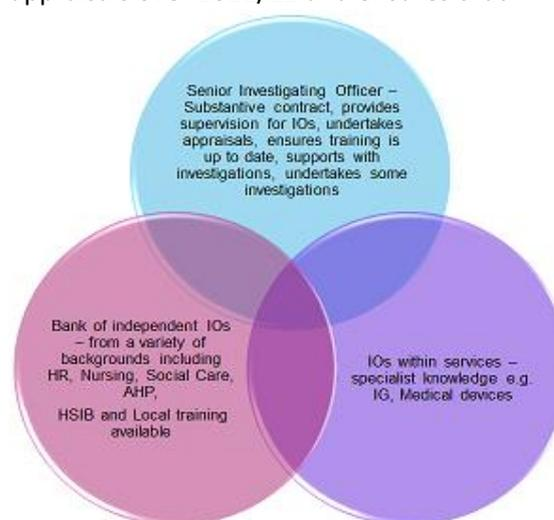 Senior Investigating Officer –
Substantive contract, provides
supervision for IOs, undertakes
appraisals, ensures training is
up to date, supports with
investigations, undertakes some
investigations
Bank of independent IOs
– from a variety of
backgrounds including
HR, Nursing, Social Care,
AHP,
HSIB and Local training
available
IOs within services –
specialist knowledge e.g.
IG, Medical devices